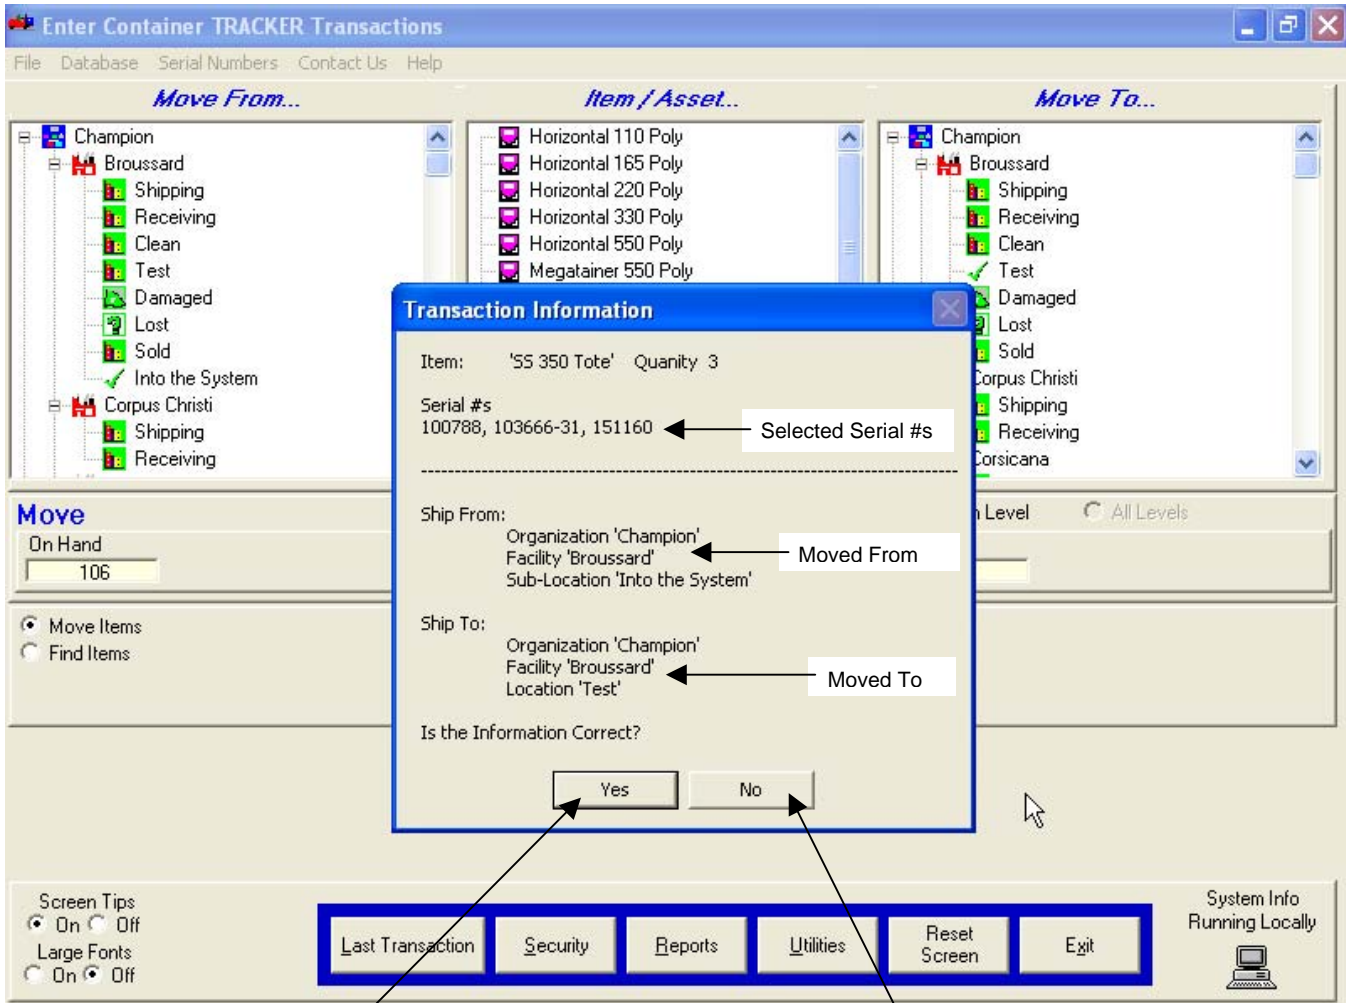 Enter Container TRACKER Transactions
File Database Serial Numbers Contact Us Help
Move From...
Champion
Broussard
Shipping
Receiving
Clean
Test
Damaged
Lost
Sold
Into the System
Corpus Christi
Shipping
Receiving
Item / Asset...
Horizontal 110 Poly
Horizontal 165 Poly
Horizontal 220 Poly
Horizontal 330 Poly
Horizontal 550 Poly
Megatainer 550 Poly
Move To...
Champion
Broussard
Shipping
Receiving
Clean
Test
Damaged
Lost
Sold
Corpus Christi
Shipping
Receiving
Corsicana
Transaction Information
Item: 'SS 350 Tote' Quanity 3
Serial #s
100788, 103666-31, 151160
Selected Serial #s
Ship From:
Organization 'Champion'
Facility 'Broussard'
Moved From
Sub-Location 'Into the System'
Ship To:
Organization 'Champion'
Facility 'Broussard'
Moved To
Location 'Test'
Is the Information Correct?
Yes No
Move
On Hand
106
Level All Levels
Move Items
Find Items
Screen Tips
On Off
Large Fonts
On Off
Last Transaction
Security
Reports
Utilities
Reset
Screen
Exit
System Info
Running Locally